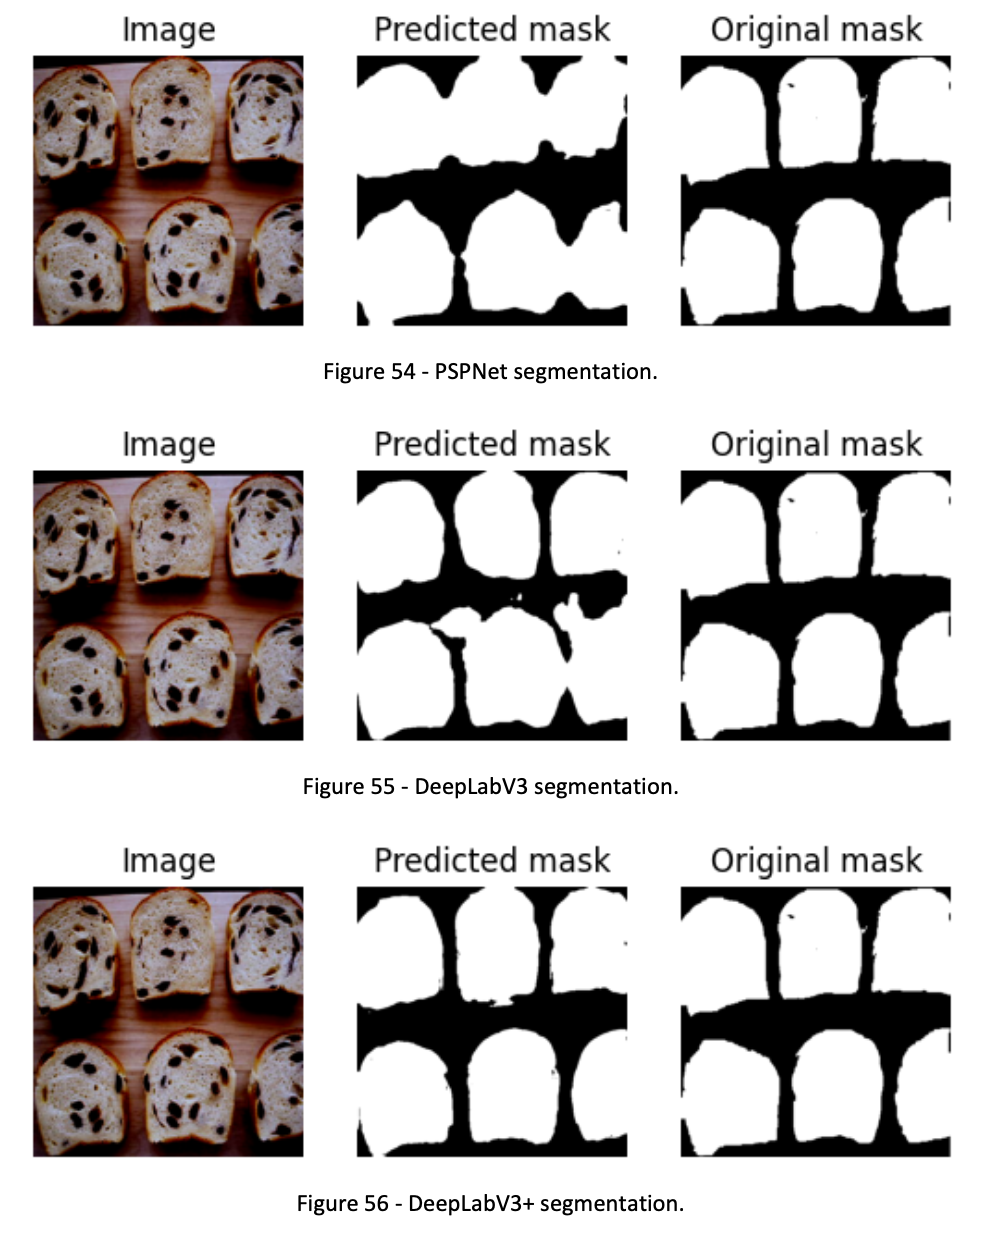 Image Predicted mask Original mask
Figure 54 - PSPNet segmentation.
Image Predicted mask Original mask
Figure 55 - DeepLabV3 segmentation.
Image Predicted mask Original mask
Figure 56 - DeepLabV3+ segmentation.